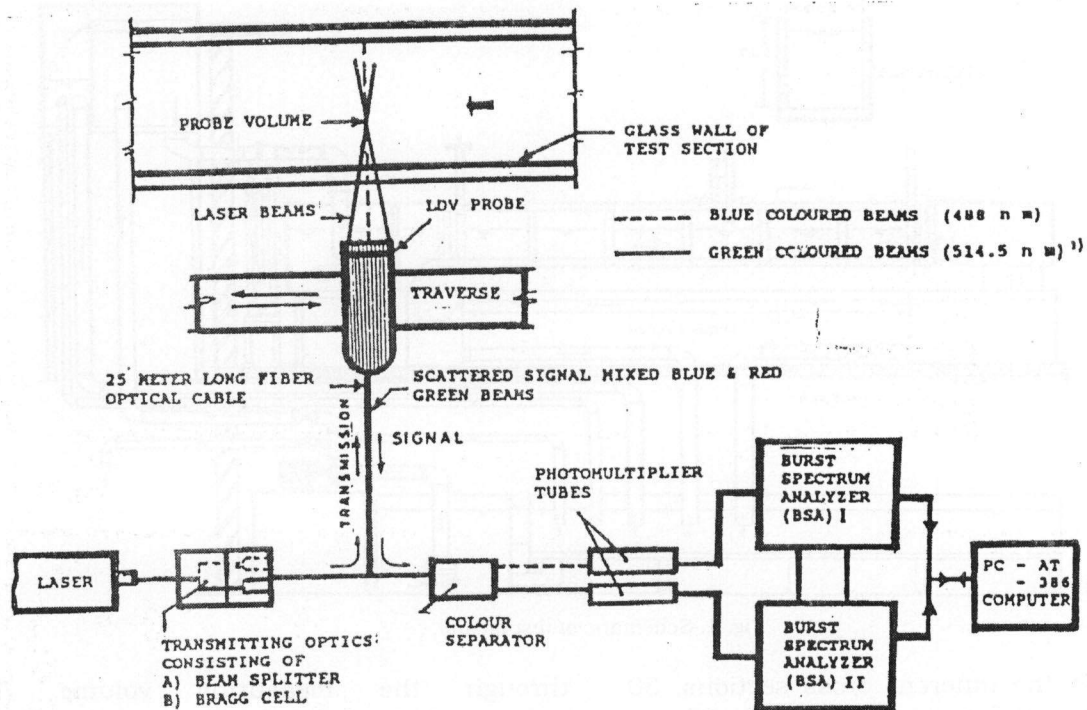 PROBE VOLUME
GLASS WALL OF
TEST SECTION
LASER BEAMS
LDV PROBE
BLUE COLOURED BEAMS (488 n m)
GREEN COLOURED BEAMS (514.5 n m)
TRAVERSE
25 METER LONG FIBER
OPTICAL CABLE
SCATTERED SIGNAL MIXED BLUE & RED
GREEN BEAMS
TRANSMISSION
SIGNAL
PHOTOMULTIPLIER
TUBES
BURST
SPECTRUM
ANALYZER
(BSA) I
LASER
PC - AT
- 386
COMPUTER
TRANSMITTING OPTICS
CONSISTING OF
A) BEAM SPLITTER
B) BRAGG CELL
COLOUR
SEPARATOR
BURST
SPECTRUM
ANALYZER
(BSA) II